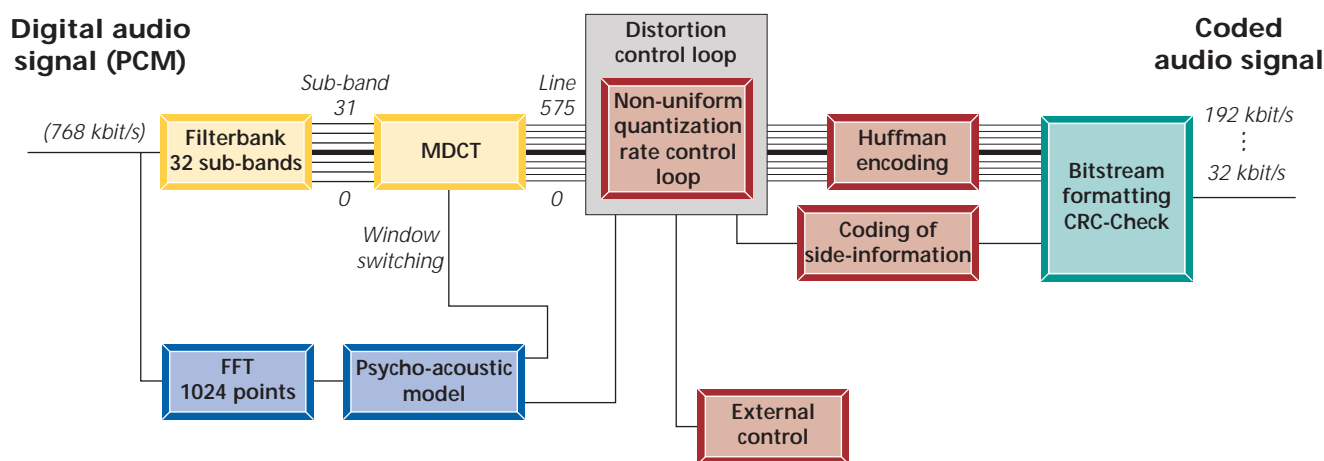 Digital audio
signal (PCM)
(768 kbit/s)
Filterbank
32 sub-bands
Sub-band
31
0
MDCT
Line
575
0
Window
switching
Distortion
control loop
Non-uniform
quantization
rate control
loop
Huffman
encoding
Coding of
side-information
Bitstream
formatting
CRC-Check
Coded
audio signal
192 kbit/s
⋮
32 kbit/s
FFT
1024 points
Psycho-acoustic
model
External
control